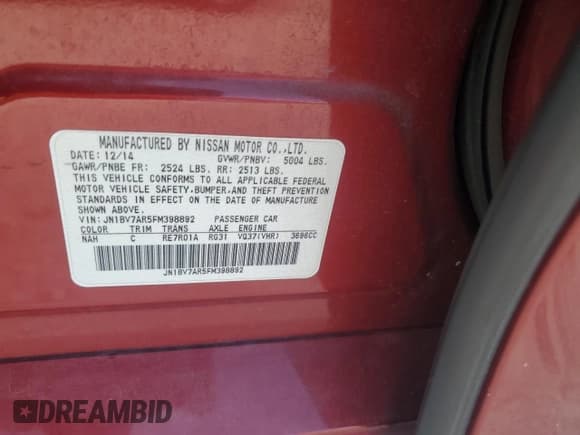 MANUFACTURED BY NISSAN MOTOR CO.,LTD.
DATE: 12/14 GVWR/PNBV: 5004 LBS.
GAWR/PNBE FR: 2524 LBS. RR: 2513 LBS.
THIS VEHICLE CONFORMS TO ALL APPLICABLE FEDERAL
MOTOR VEHICLE SAFETY,BUMPER,AND THEFT PREVENTION
STANDARDS IN EFFECT ON THE DATE OF MANUFACTURE
SHOWN ABOVE.
VIN: JN1BV7AR5FM398892 PASSENGER CAR
COLOR TRIM TRANS AXLE ENGINE
NAH C RE7R01A RG31 VQ37(VHR) 3696CC
JN1BV7AR5FM398892
DREAMBID